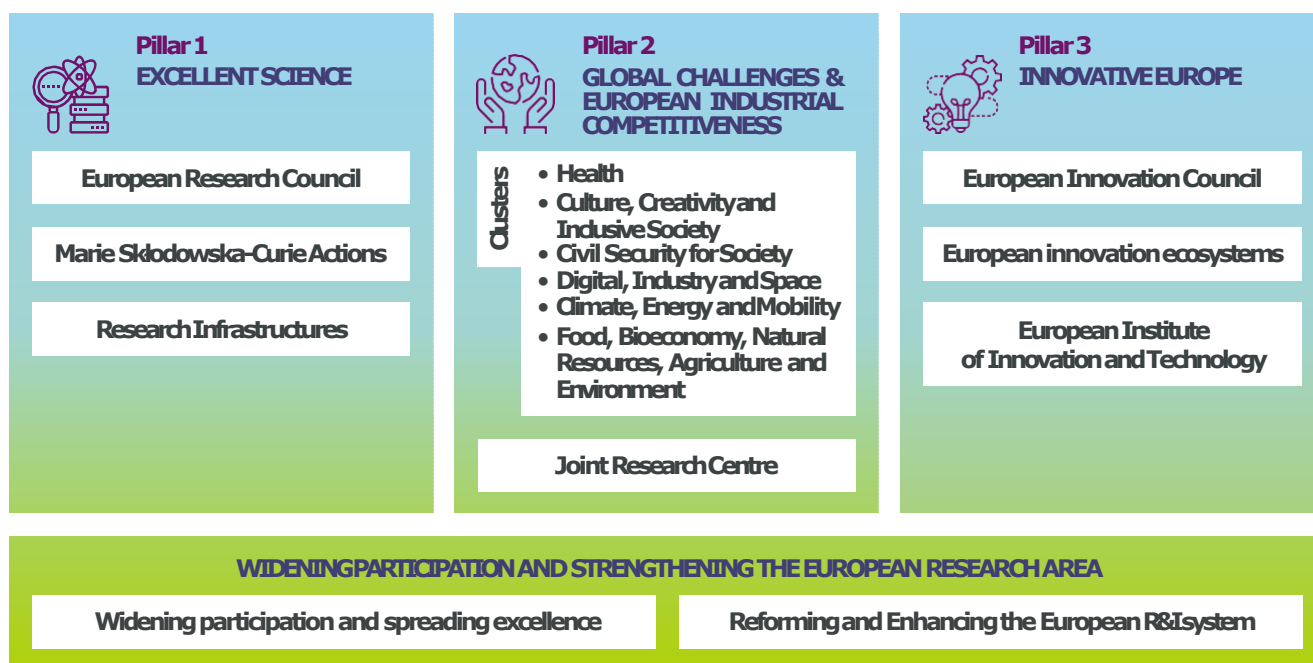 Pillar 1
EXCELLENT SCIENCE
European Research Council
Marie Skłodowska-Curie Actions
Research Infrastructures
Pillar 2
GLOBAL CHALLENGES &
EUROPEAN INDUSTRIAL
COMPETITIVENESS
Clusters
• Health
• Culture, Creativity and
Inclusive Society
• Civil Security for Society
• Digital, Industry and Space
• Climate, Energy and Mobility
• Food, Bioeconomy, Natural
Resources, Agriculture and
Environment
Joint Research Centre
Pillar 3
INNOVATIVE EUROPE
European Innovation Council
European innovation ecosystems
European Institute
of Innovation and Technology
WIDENING PARTICIPATION AND STRENGTHENING THE EUROPEAN RESEARCH AREA
Widening participation and spreading excellence
Reforming and Enhancing the European R&I system